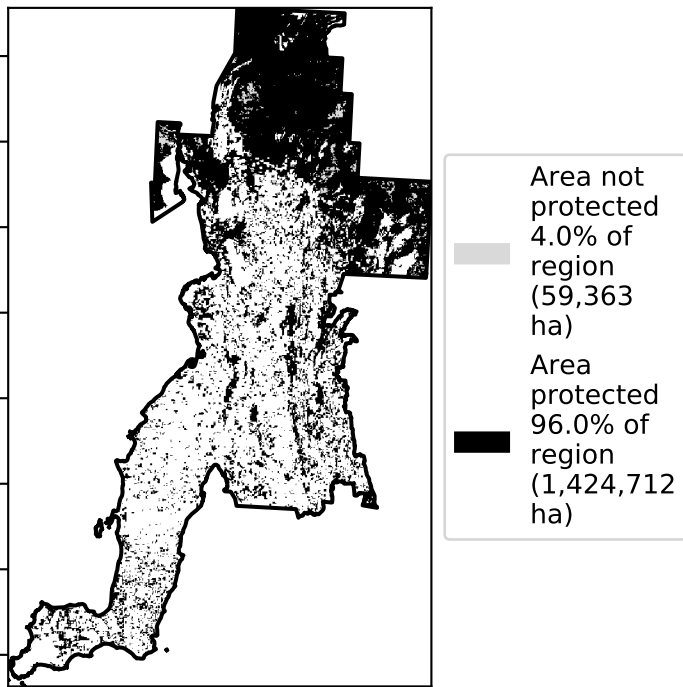 Area not
protected
4.0% of
region
(59,363
ha)
Area
protected
96.0% of
region
(1,424,712
ha)